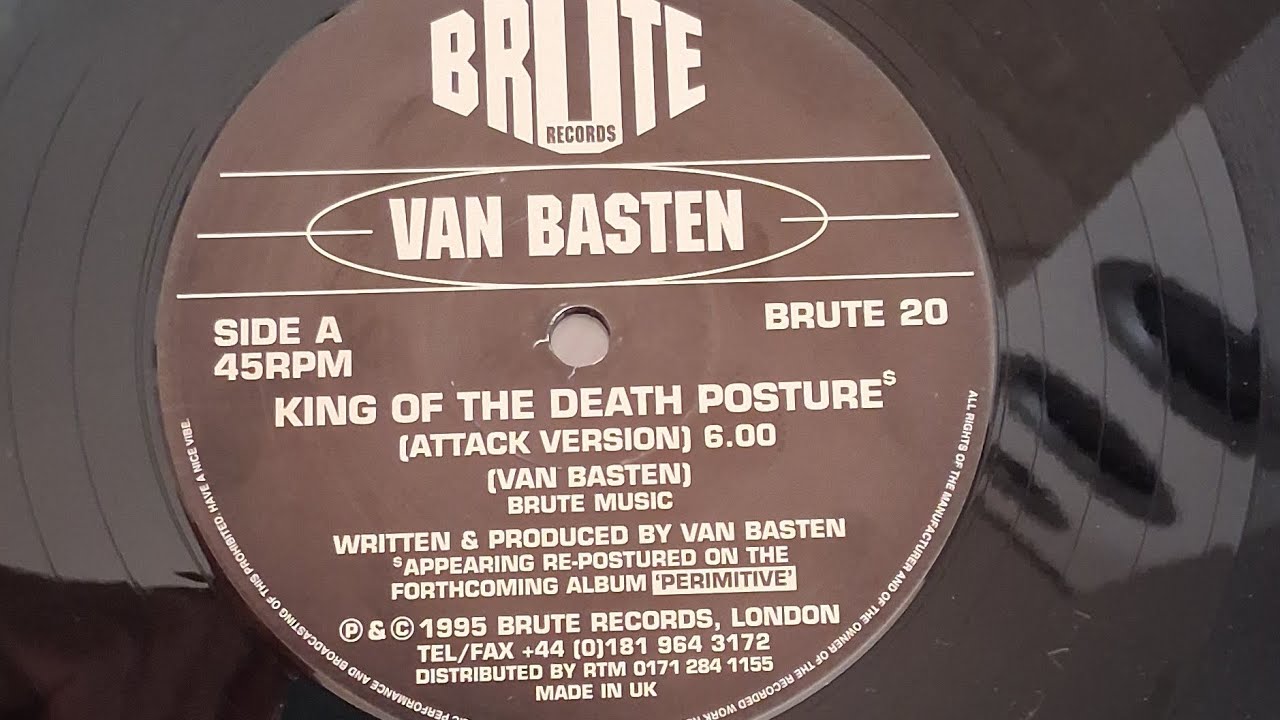 BRUTE
RECORDS
VAN BASTEN
SIDE A
45RPM
BRUTE 20
KING OF THE DEATH POSTURE$
(ATTACK VERSION) 6.00
(VAN BASTEN)
BRUTE MUSIC
WRITTEN & PRODUCED BY VAN BASTEN
$APPEARING RE-POSTURED ON THE
FORTHCOMING ALBUM 'PERIMITIVE'
℗ & © 1995 BRUTE RECORDS, LONDON
TEL/FAX +44 (0)181 964 3172
DISTRIBUTED BY RTM 0171 284 1155
MADE IN UK
ALL RIGHTS OF THE MANUFACTURER AND OF THE OWNER OF THE RECORDED WORK
PERFORMANCE AND BROADCASTING OF THIS PROHIBITED. HAVE A NICE VIBE.